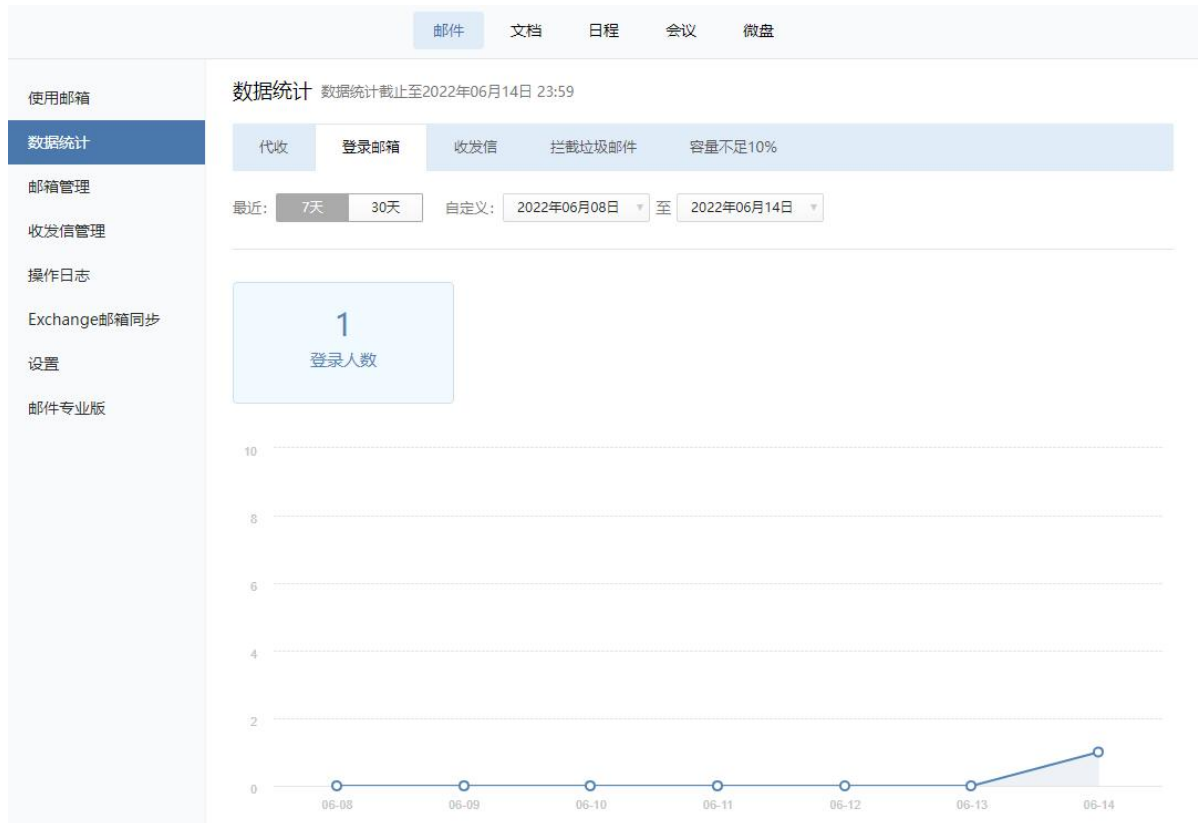 邮件 文档 日程 会议 微盘
使用邮箱
数据统计
邮箱管理
收发信管理
操作日志
Exchange邮箱同步
设置
邮件专业版
数据统计 数据统计截止至2022年06月14日 23:59
代收 登录邮箱 收发信 拦截垃圾邮件 容量不足10%
最近: 7天 30天 自定义: 2022年06月08日 至 2022年06月14日
1
登录人数
10
8
6
4
2
0
06-08 06-09 06-10 06-11 06-12 06-13 06-14